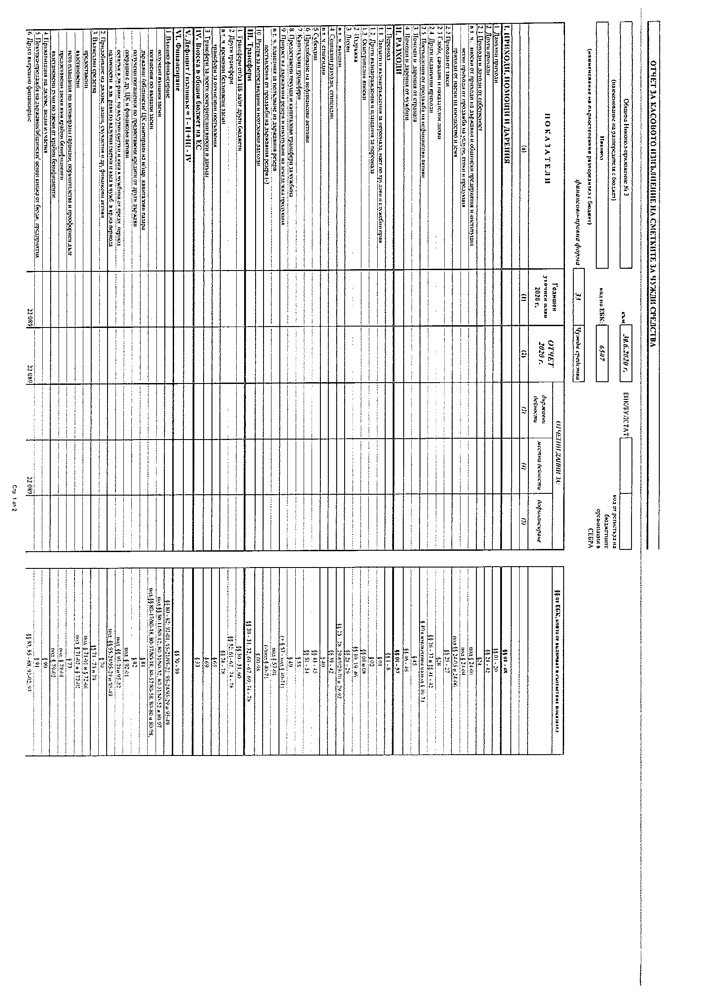 ОТЧЕТ ЗА КАСОВОТО ИЗПЪЛНЕНИЕ НА СМЕТКИТЕ ЗА ЧУЖДИ СРЕДСТВА
Община Никопол-приложение № 3
(наименование на разпоредителя с бюджет)
Никопол
(наименование на първостепенния разпоредител с бюджет)
към 30.6.2020 г.
ЕИК/БУЛСТАТ
код по ЕБК: 6507
код от регистъра на бюджетните организации в СЕБРА
финансово-правна форма 33 Чужди средства
П О К А З А Т Е Л И
Годишен уточнен план 2020 г.
ОТЧЕТ 2020 г.
ОТЧЕТНИ ДАННИ ЗА:
държавни дейности
местни дейности
дофинансиране
§§ от ЕБК, които се включват в съответния показател
(а) (1) (2) (3) (4) (5)
I. ПРИХОДИ, ПОМОЩИ И ДАРЕНИЯ §§ 01 - 48
1 Данъчни приходи §§ 01 - 20
2 Други приходи §§ 24 - 42
2.1 Приходи и доходи от собственост § 24
в т.ч. вноски от приходи на държавни и общински предприятия и институции под § 24-01
нетни приходи от продажба на услуги, стоки и продукция под § 24-04
приходи от наеми на имущество и земя под §§ 24-05 и 24-06
2.2 Приходи от такси §§ 25 - 27
2.3 Глоби, санкции и наказателни лихви § 28
2.4 Други неданъчни приходи §§ 36 - 37 и §§ 41 - 42
2.5 Постъпления от продажба на нефинансови активи § 40 с изключение на под § 40-71
3 Помощи и дарения от страната § 45
4 Помощи и дарения от чужбина §§ 46 - 48
II. РАЗХОДИ §§ 01 - 57
1. Персонал §§ 1 - 8
1.1. Заплати и възнаграждения за персонала, нает по трудови и служебни прав § 01
1.2. Други възнаграждения и плащания за персонала § 02
1.3. Осигурителни вноски §§ 05 и 08
2 Издръжка §§ 10, 19, 46
3 Лихви §§ 21 - 29
в т.ч. външни §§ 25 - 28, 29-69/29-70 и 29-92
4 Социални разходи, стипендии §§ 39 - 42
в т.ч. стипендии § 40
5 Субсидии §§ 43 - 45
6 Придобиване на нефинансови активи §§ 51 - 54
7 Капиталови трансфери § 55
8 Предоставени текущи и капиталови трансфери за чужбина § 49
9 Прираст на държавния резерв и изкупуване на земеделска продукция (+ § 57 - под § 40-71)
в т.ч. плащания за попълване на държавния резерв под § 57-01
постъпления от продажби на държавния резерв (-) (-)под § 40-71)
10 Резерв за непредвидени и неотложни разходи § 00-98
III. Трансфери §§ 30 - 31, 32; 60 - 67, 69; 74 - 78
1 Трансфери от/за ЦБ за/от други бюджети §§ 30 - 31, 60
2 Други трансфери §§ 32; 61-67, 74 - 78
в т.ч. временни безлихвени заеми §§ 74 - 78
трансфери за отчислени постъпления § 65
3 Трансфери за поети осигурителни вноски и данъци § 69
IV. Вноска в общия бюджет на ЕС § 33
V. Дефицит / излишък = I - II +III - IV
VI. Финансиране §§ 70 - 98
1 Външно финансиране §§ 80 - 82; 92-01; 95-21/95-22; 95-28/95-29 и 95-49
получени външни заеми под §§ 80-11/80-12; 80-31/80-32, 80-51/80-52 и 80-97
погашения по външни заеми под §§ 80-17/80-18, 80-37/80-38, 80-57/80-58, 80-80 и 80-98,
държавни /общински/ ЦК емитирани на м/нар. капиталови пазари § 81
получени погашения по предоставени кредити от други държави § 82
операции с др. ЦК и финансови активи под § 92-01
остатък в лв.равн. по валутни сметки и каса в чужбина от предх. период под §§ 95-21и 95-22
наличности в лв. равн.по валутни сметки и каса в чужб. в кр.на периода под §§ 95-28/95-29 и 95-49
2. Придобиване на дялове, акции, съучастия и др. финансови активи § 70
3 Възмездни средства §§ 71 - 73 и 79
предоставени под § 71-01 и § 72-01
възстановени под § 71-02 и § 72-02
нето плащания по активирани гаранции, поръчителства и преоформен дълг § 73
предоставени заеми към крайни бенефициенти под § 79-01
възстановени суми по заеми от крайни бенефициенти под § 79-02
4 Приватизация на дялове, акции и участия § 90
5 Покупко-продажба на държавни/общински/ ценни книжа от бюдж. предприятия § 91
6 Друго вътрешно финансиране 22 089 22 089 22 089 §§ 83, 85 - 88, 92-02, 93
Стр. 1 от 2